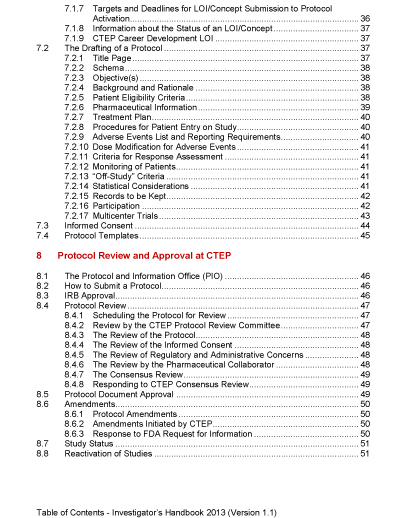 7.1.7 Targets and Deadlines for LOI/Concept Submission to Protocol
Activation 36
7.1.8 Information about the Status of an LOI/Concept 37
7.1.9 CTEP Career Development LOI 37
7.2 The Drafting of a Protocol 37
7.2.1 Title Page 37
7.2.2 Schema 38
7.2.3 Objective(s) 38
7.2.4 Background and Rationale 38
7.2.5 Patient Eligibility Criteria 38
7.2.6 Pharmaceutical Information 39
7.2.7 Treatment Plan 40
7.2.8 Procedures for Patient Entry on Study 40
7.2.9 Adverse Events List and Reporting Requirements 40
7.2.10 Dose Modification for Adverse Events 41
7.2.11 Criteria for Response Assessment 41
7.2.12 Monitoring of Patients 41
7.2.13 “Off-Study” Criteria 41
7.2.14 Statistical Considerations 41
7.2.15 Records to be Kept 42
7.2.16 Participation 42
7.2.17 Multicenter Trials 43
7.3 Informed Consent 44
7.4 Protocol Templates 45
8 Protocol Review and Approval at CTEP
8.1 The Protocol and Information Office (PIO) 46
8.2 How to Submit a Protocol 46
8.3 IRB Approval 46
8.4 Protocol Review 47
8.4.1 Scheduling the Protocol for Review 47
8.4.2 Review by the CTEP Protocol Review Committee 47
8.4.3 The Review of the Protocol 48
8.4.4 The Review of the Informed Consent 48
8.4.5 The Review of Regulatory and Administrative Concerns 48
8.4.6 The Review by the Pharmaceutical Collaborator 48
8.4.7 The Consensus Review 49
8.4.8 Responding to CTEP Consensus Review 49
8.5 Protocol Document Approval 49
8.6 Amendments 50
8.6.1 Protocol Amendments 50
8.6.2 Amendments Initiated by CTEP 50
8.6.3 Response to FDA Request for Information 50
8.7 Study Status 51
8.8 Reactivation of Studies 51
Table of Contents - Investigator’s Handbook 2013 (Version 1.1)